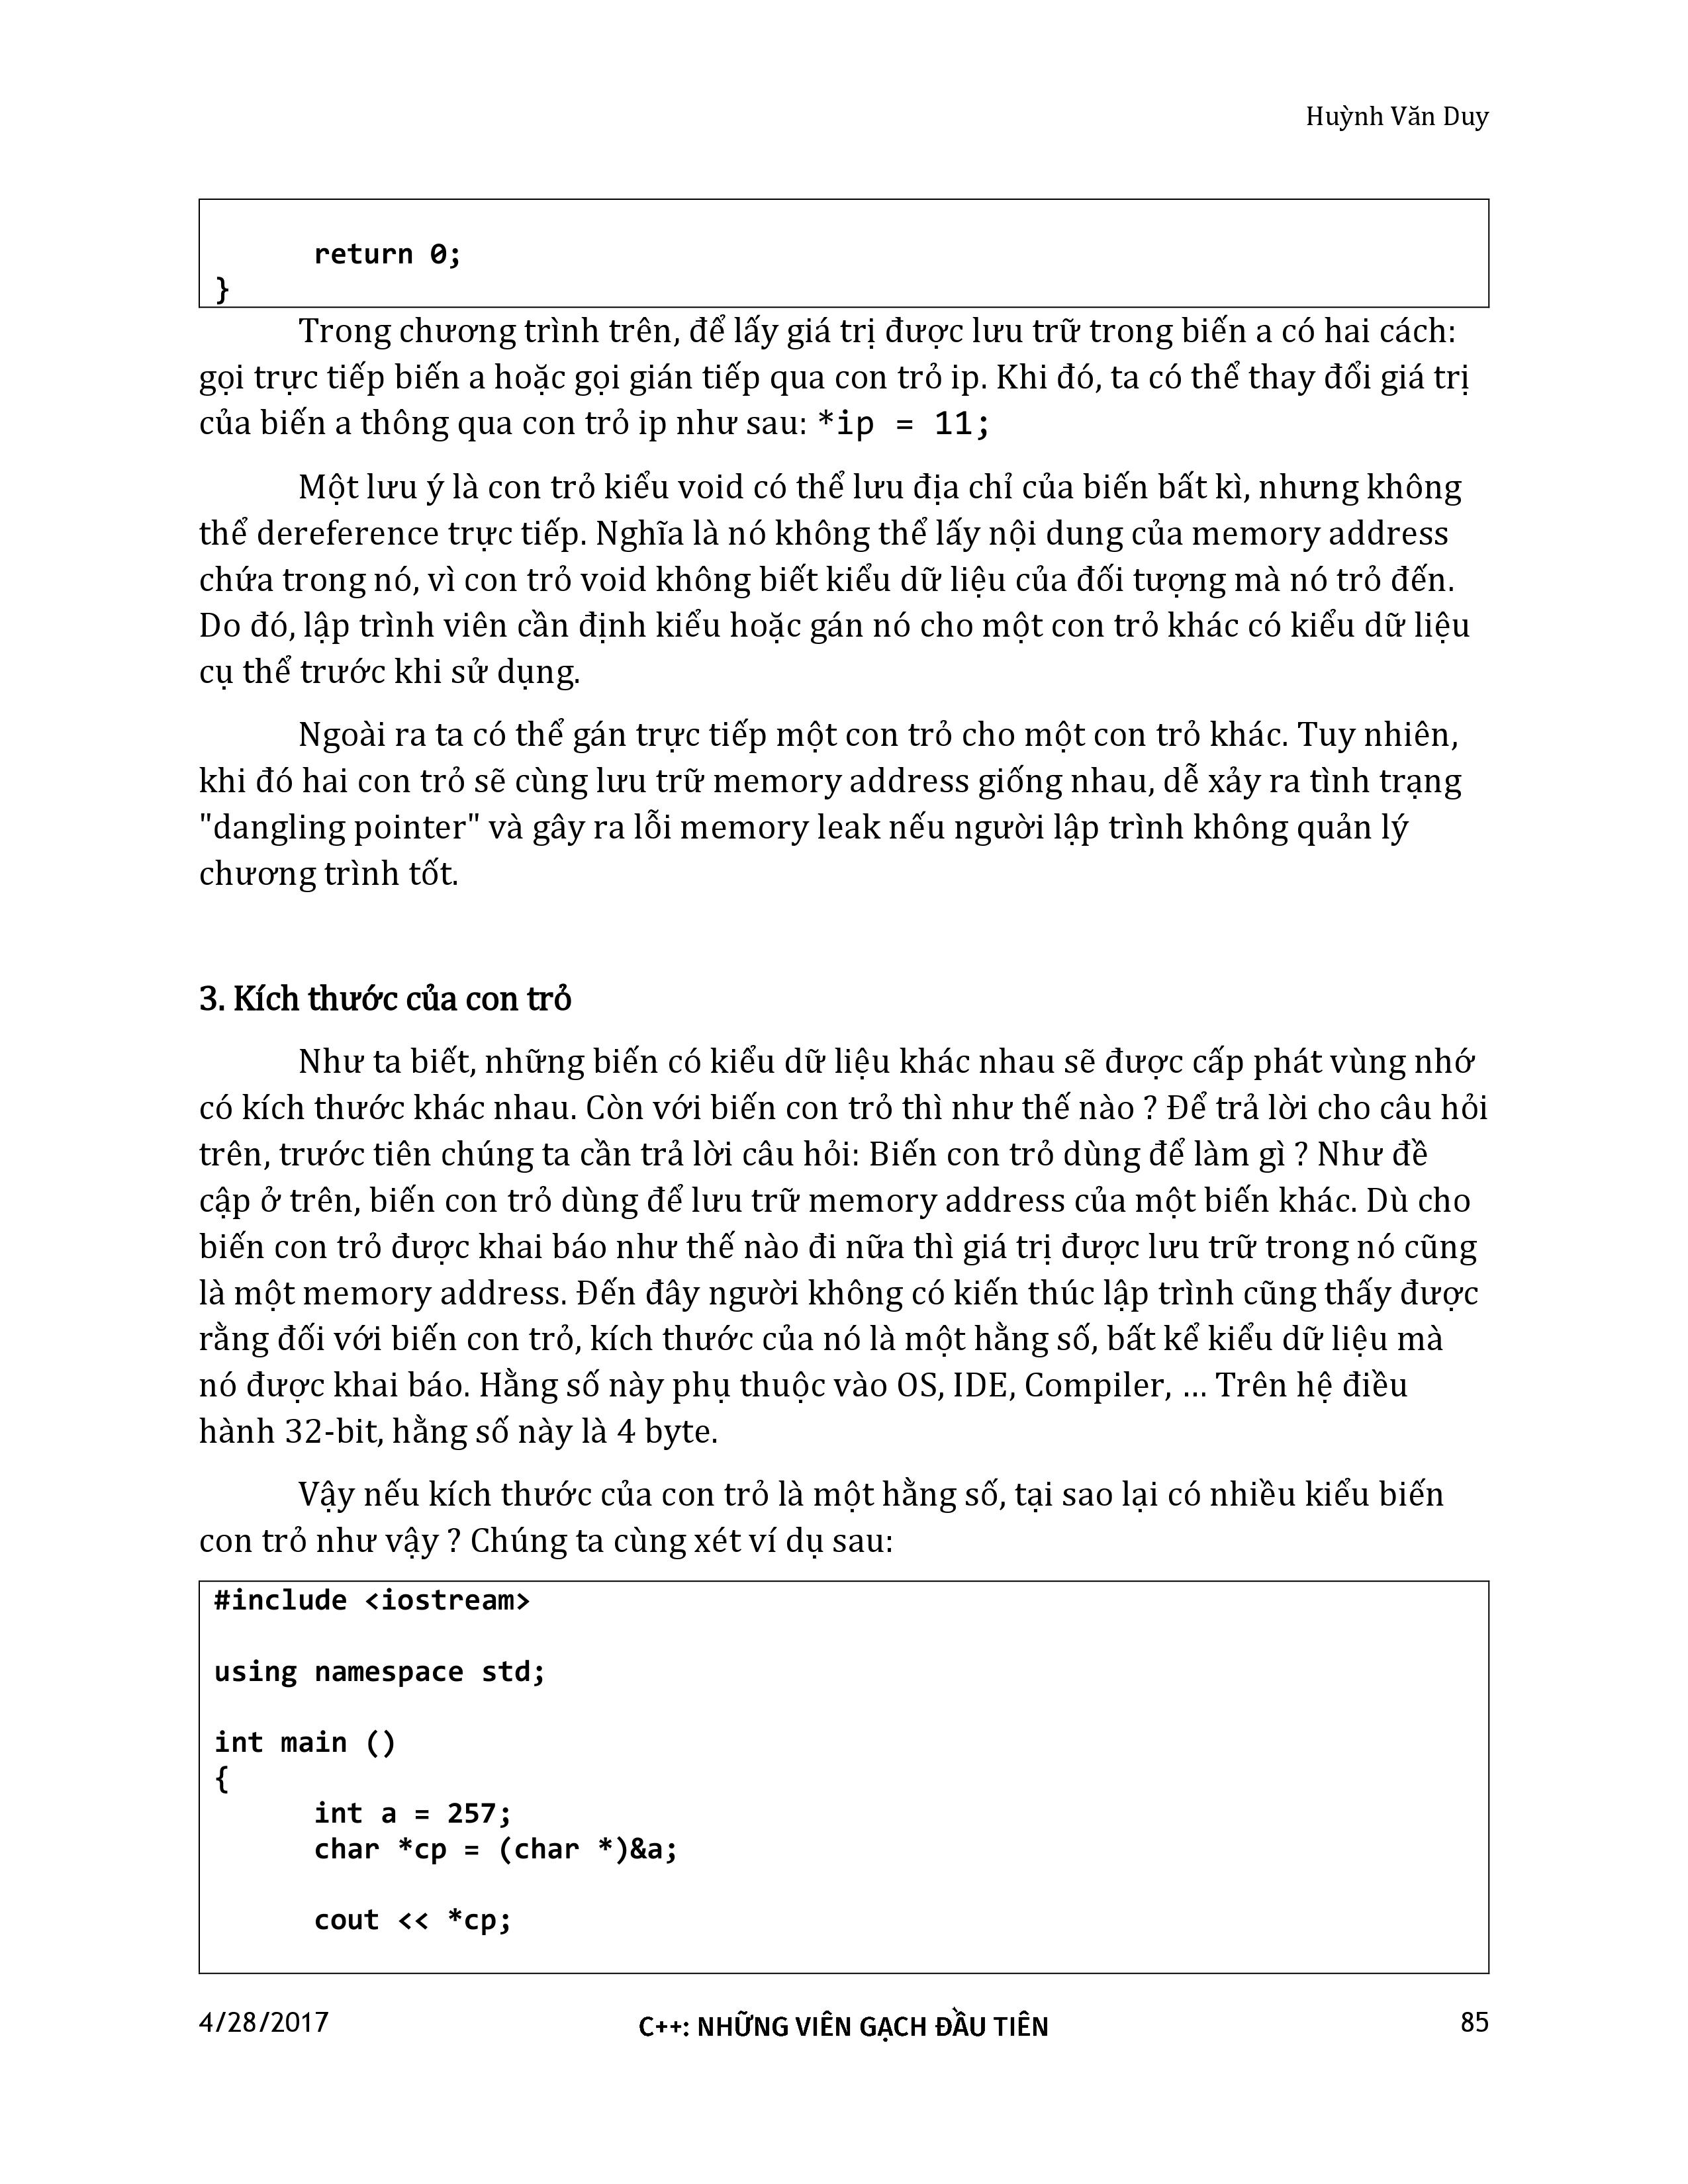 Huỳnh Văn Duy
return 0;
}
Trong chương trình trên, để lấy giá trị được lưu trữ trong biến a có hai cách:
gọi trực tiếp biến a hoặc gọi gián tiếp qua con trỏ ip. Khi đó, ta có thể thay đổi giá trị
của biến a thông qua con trỏ ip như sau: *ip = 11;
Một lưu ý là con trỏ kiểu void có thể lưu địa chỉ của biến bất kì, nhưng không
thể dereference trực tiếp. Nghĩa là nó không thể lấy nội dung của memory address
chứa trong nó, vì con trỏ void không biết kiểu dữ liệu của đối tượng mà nó trỏ đến.
Do đó, lập trình viên cần định kiểu hoặc gán nó cho một con trỏ khác có kiểu dữ liệu
cụ thể trước khi sử dụng.
Ngoài ra ta có thể gán trực tiếp một con trỏ cho một con trỏ khác. Tuy nhiên,
khi đó hai con trỏ sẽ cùng lưu trữ memory address giống nhau, dễ xảy ra tình trạng
"dangling pointer" và gây ra lỗi memory leak nếu người lập trình không quản lý
chương trình tốt.
3. Kích thước của con trỏ
Như ta biết, những biến có kiểu dữ liệu khác nhau sẽ được cấp phát vùng nhớ
có kích thước khác nhau. Còn với biến con trỏ thì như thế nào ? Để trả lời cho câu hỏi
trên, trước tiên chúng ta cần trả lời câu hỏi: Biến con trỏ dùng để làm gì ? Như đề
cập ở trên, biến con trỏ dùng để lưu trữ memory address của một biến khác. Dù cho
biến con trỏ được khai báo như thế nào đi nữa thì giá trị được lưu trữ trong nó cũng
là một memory address. Đến đây người không có kiến thúc lập trình cũng thấy được
rằng đối với biến con trỏ, kích thước của nó là một hằng số, bất kể kiểu dữ liệu mà
nó được khai báo. Hằng số này phụ thuộc vào OS, IDE, Compiler, ... Trên hệ điều
hành 32-bit, hằng số này là 4 byte.
Vậy nếu kích thước của con trỏ là một hằng số, tại sao lại có nhiều kiểu biến
con trỏ như vậy ? Chúng ta cùng xét ví dụ sau:
#include <iostream>
using namespace std;
int main ()
{
int a = 257;
char *cp = (char *)&a;
cout << *cp;
4/28/2017 C++: NHỮNG VIÊN GẠCH ĐẦU TIÊN 85